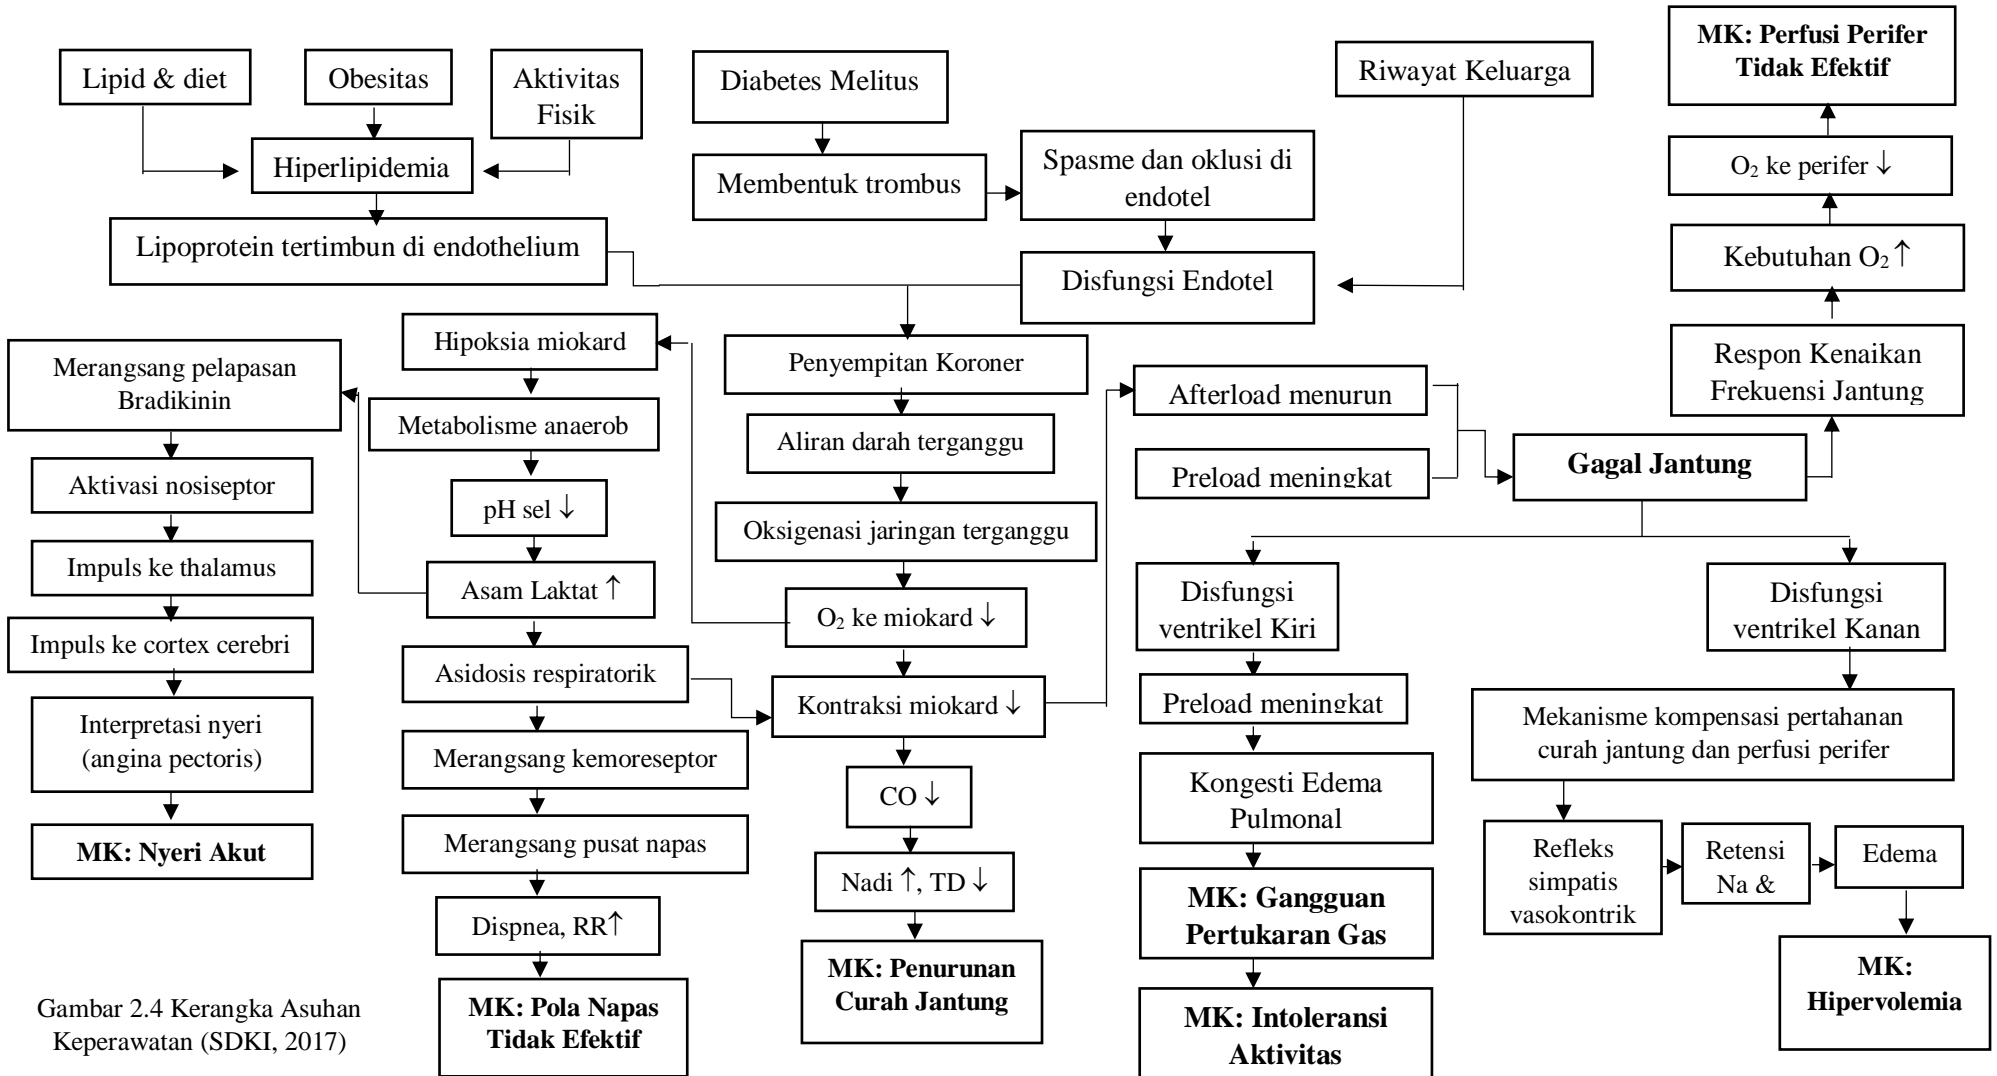 Lipid & diet
Obesitas
Aktivitas
Fisik
Diabetes Melitus
Riwayat Keluarga
MK: Perfusi Perifer
Tidak Efektif
Hiperlipidemia
Membentuk trombus
Spasme dan oklusi di
endotel
O₂ ke perifer ↓
Lipoprotein tertimbun di endothelium
Disfungsi Endotel
Kebutuhan O₂ ↑
Hipoksia miokard
Penyempitan Koroner
Respon Kenaikan
Frekuensi Jantung
Merangsang pelapasan
Bradikinin
Metabolisme anaerob
Aliran darah terganggu
Afterload menurun
Preload meningkat
Gagal Jantung
Aktivasi nosiseptor
pH sel ↓
Oksigenasi jaringan terganggu
Impuls ke thalamus
Asam Laktat ↑
O₂ ke miokard ↓
Disfungsi
ventrikel Kiri
Disfungsi
ventrikel Kanan
Impuls ke cortex cerebri
Asidosis respiratorik
Kontraksi miokard ↓
Preload meningkat
Mekanisme kompensasi pertahanan
curah jantung dan perfusi perifer
Interpretasi nyeri
(angina pectoris)
Merangsang kemoreseptor
CO ↓
Kongesti Edema
Pulmonal
MK: Nyeri Akut
Merangsang pusat napas
Nadi ↑, TD ↓
Refleks
simpatis
vasokontrik
Retensi
Na &
Edema
MK: Gangguan
Pertukaran Gas
Dispnea, RR↑
MK: Penurunan
Curah Jantung
MK:
Hipervolemia
MK: Pola Napas
Tidak Efektif
MK: Intoleransi
Aktivitas
Gambar 2.4 Kerangka Asuhan
Keperawatan (SDKI, 2017)